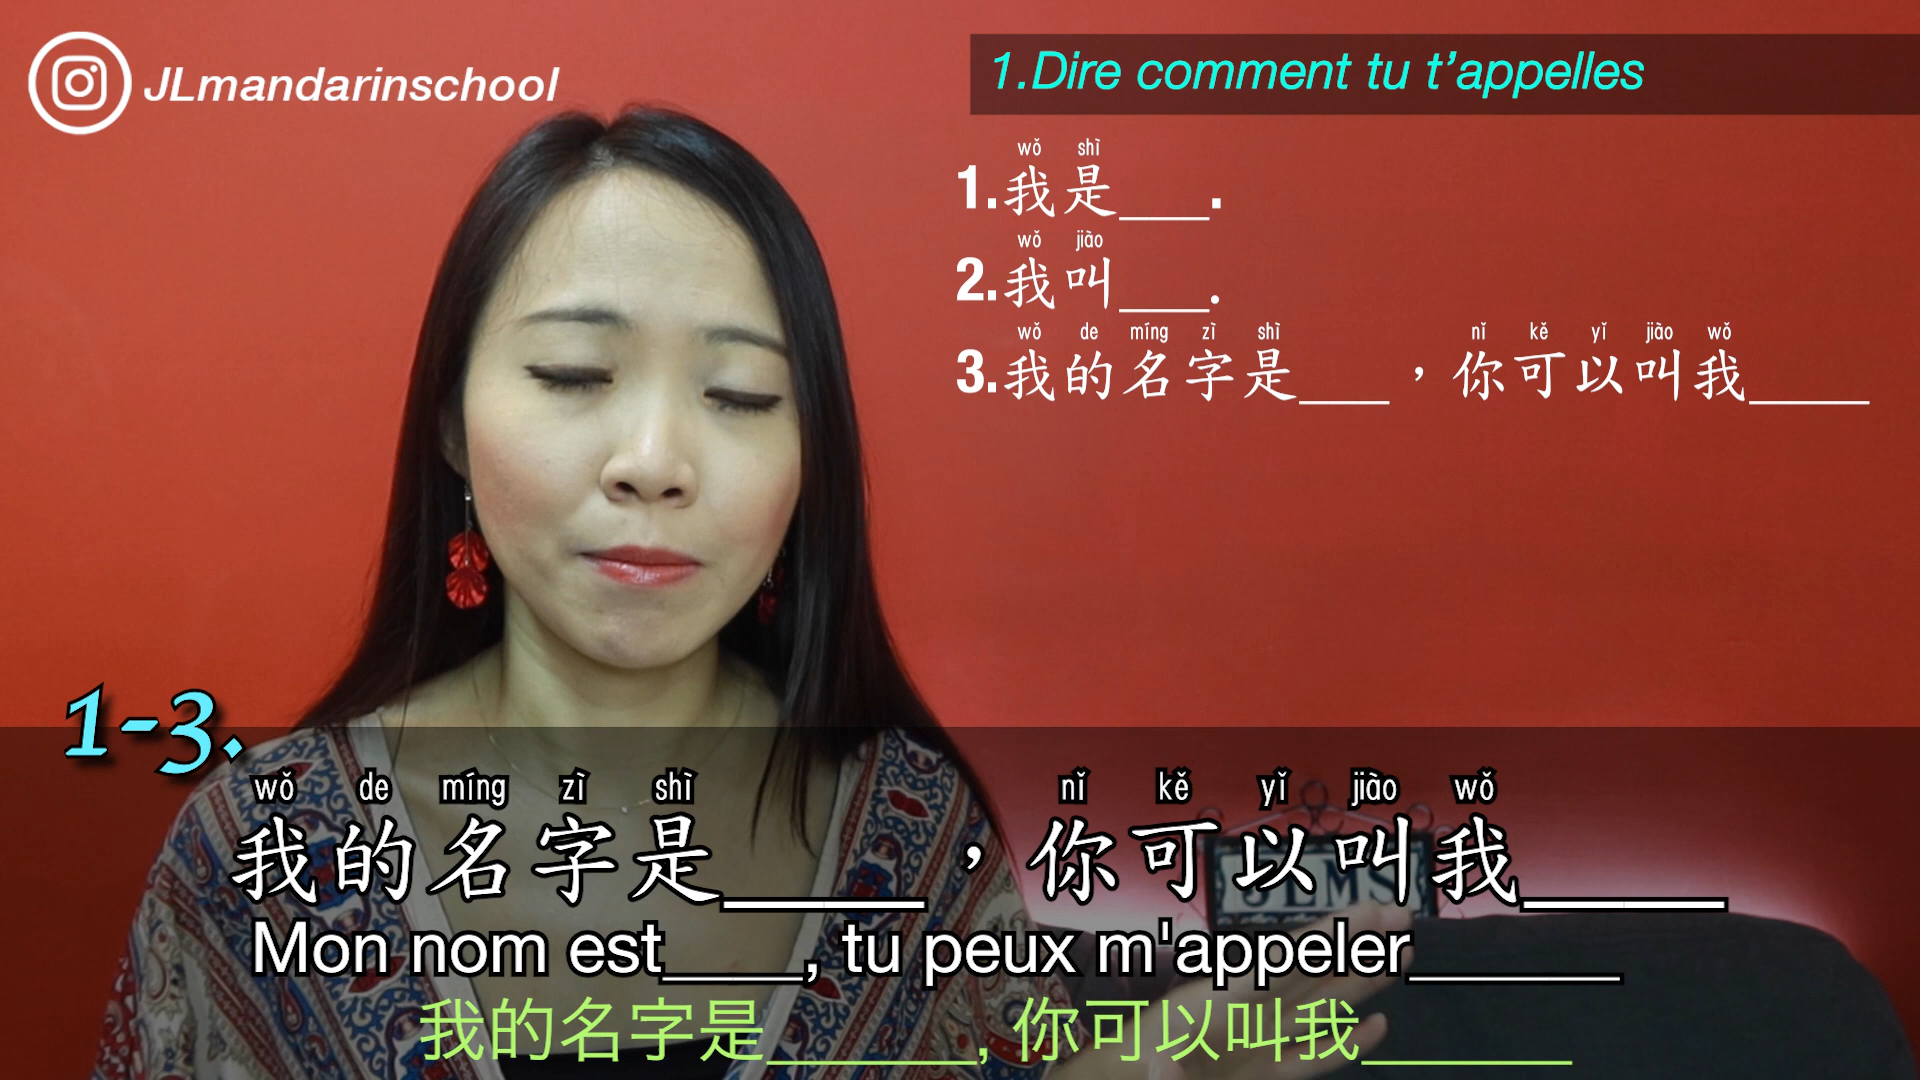 JLmandarinschool
1.Dire comment tu t’appelles
wǒ shì
1.我是___.
wǒ jiào
2.我叫___.
wǒ de míng zì shì nǐ kě yǐ jiào wǒ
3.我的名字是___，你可以叫我____
1-3.
wǒ de míng zì shì nǐ kě yǐ jiào wǒ
我的名字是____，你可以叫我____
JLMS
Mon nom est____, tu peux m'appeler______
我的名字是______, 你可以叫我______